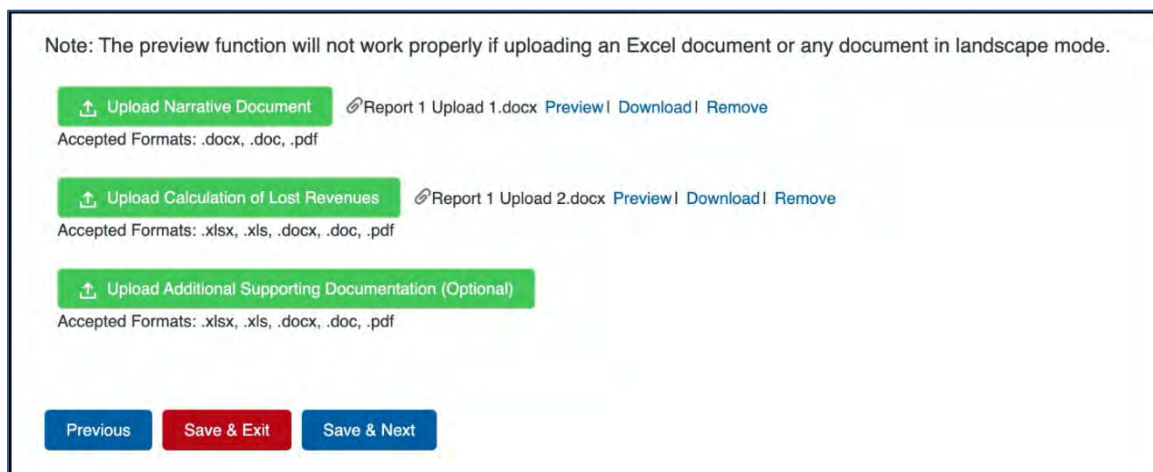 Note: The preview function will not work properly if uploading an Excel document or any document in landscape mode.
Upload Narrative Document Report 1 Upload 1.docx Preview| Download| Remove
Accepted Formats: .docx, .doc, .pdf
Upload Calculation of Lost Revenues Report 1 Upload 2.docx Preview| Download| Remove
Accepted Formats: .xlsx, .xls, .docx, .doc, .pdf
Upload Additional Supporting Documentation (Optional)
Accepted Formats: .xlsx, .xls, .docx, .doc, .pdf
Previous Save & Exit Save & Next